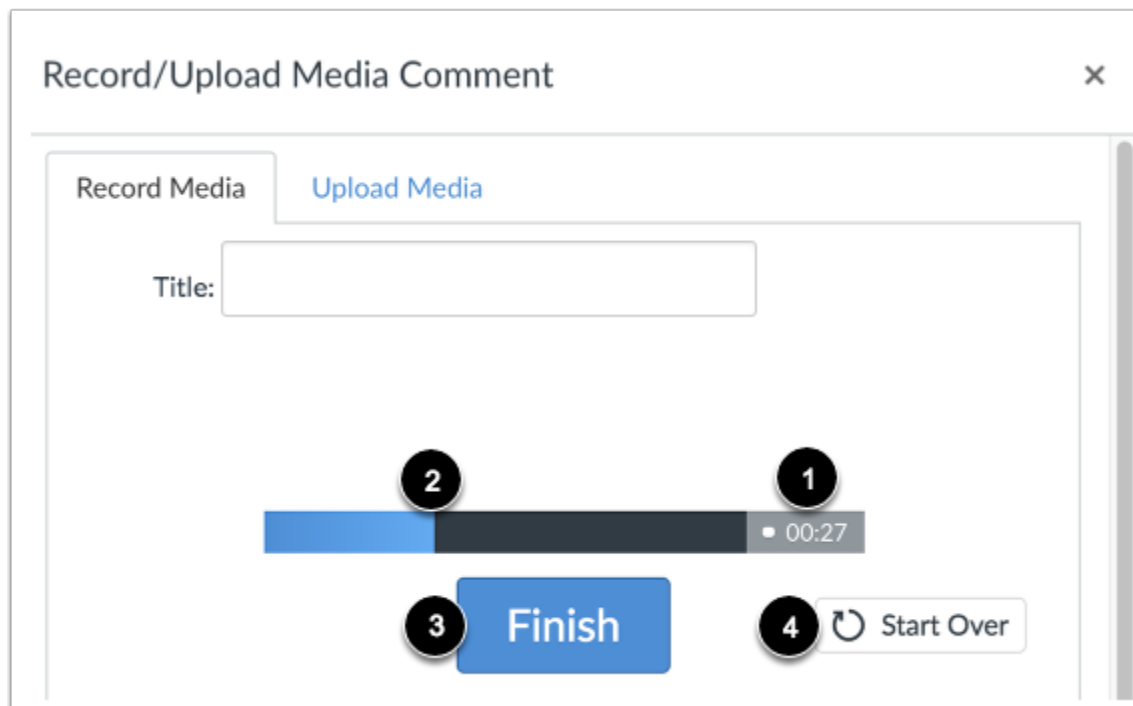 Record/Upload Media Comment ×
Record Media Upload Media
Title:
2 1
00:27
3 Finish 4 Start Over